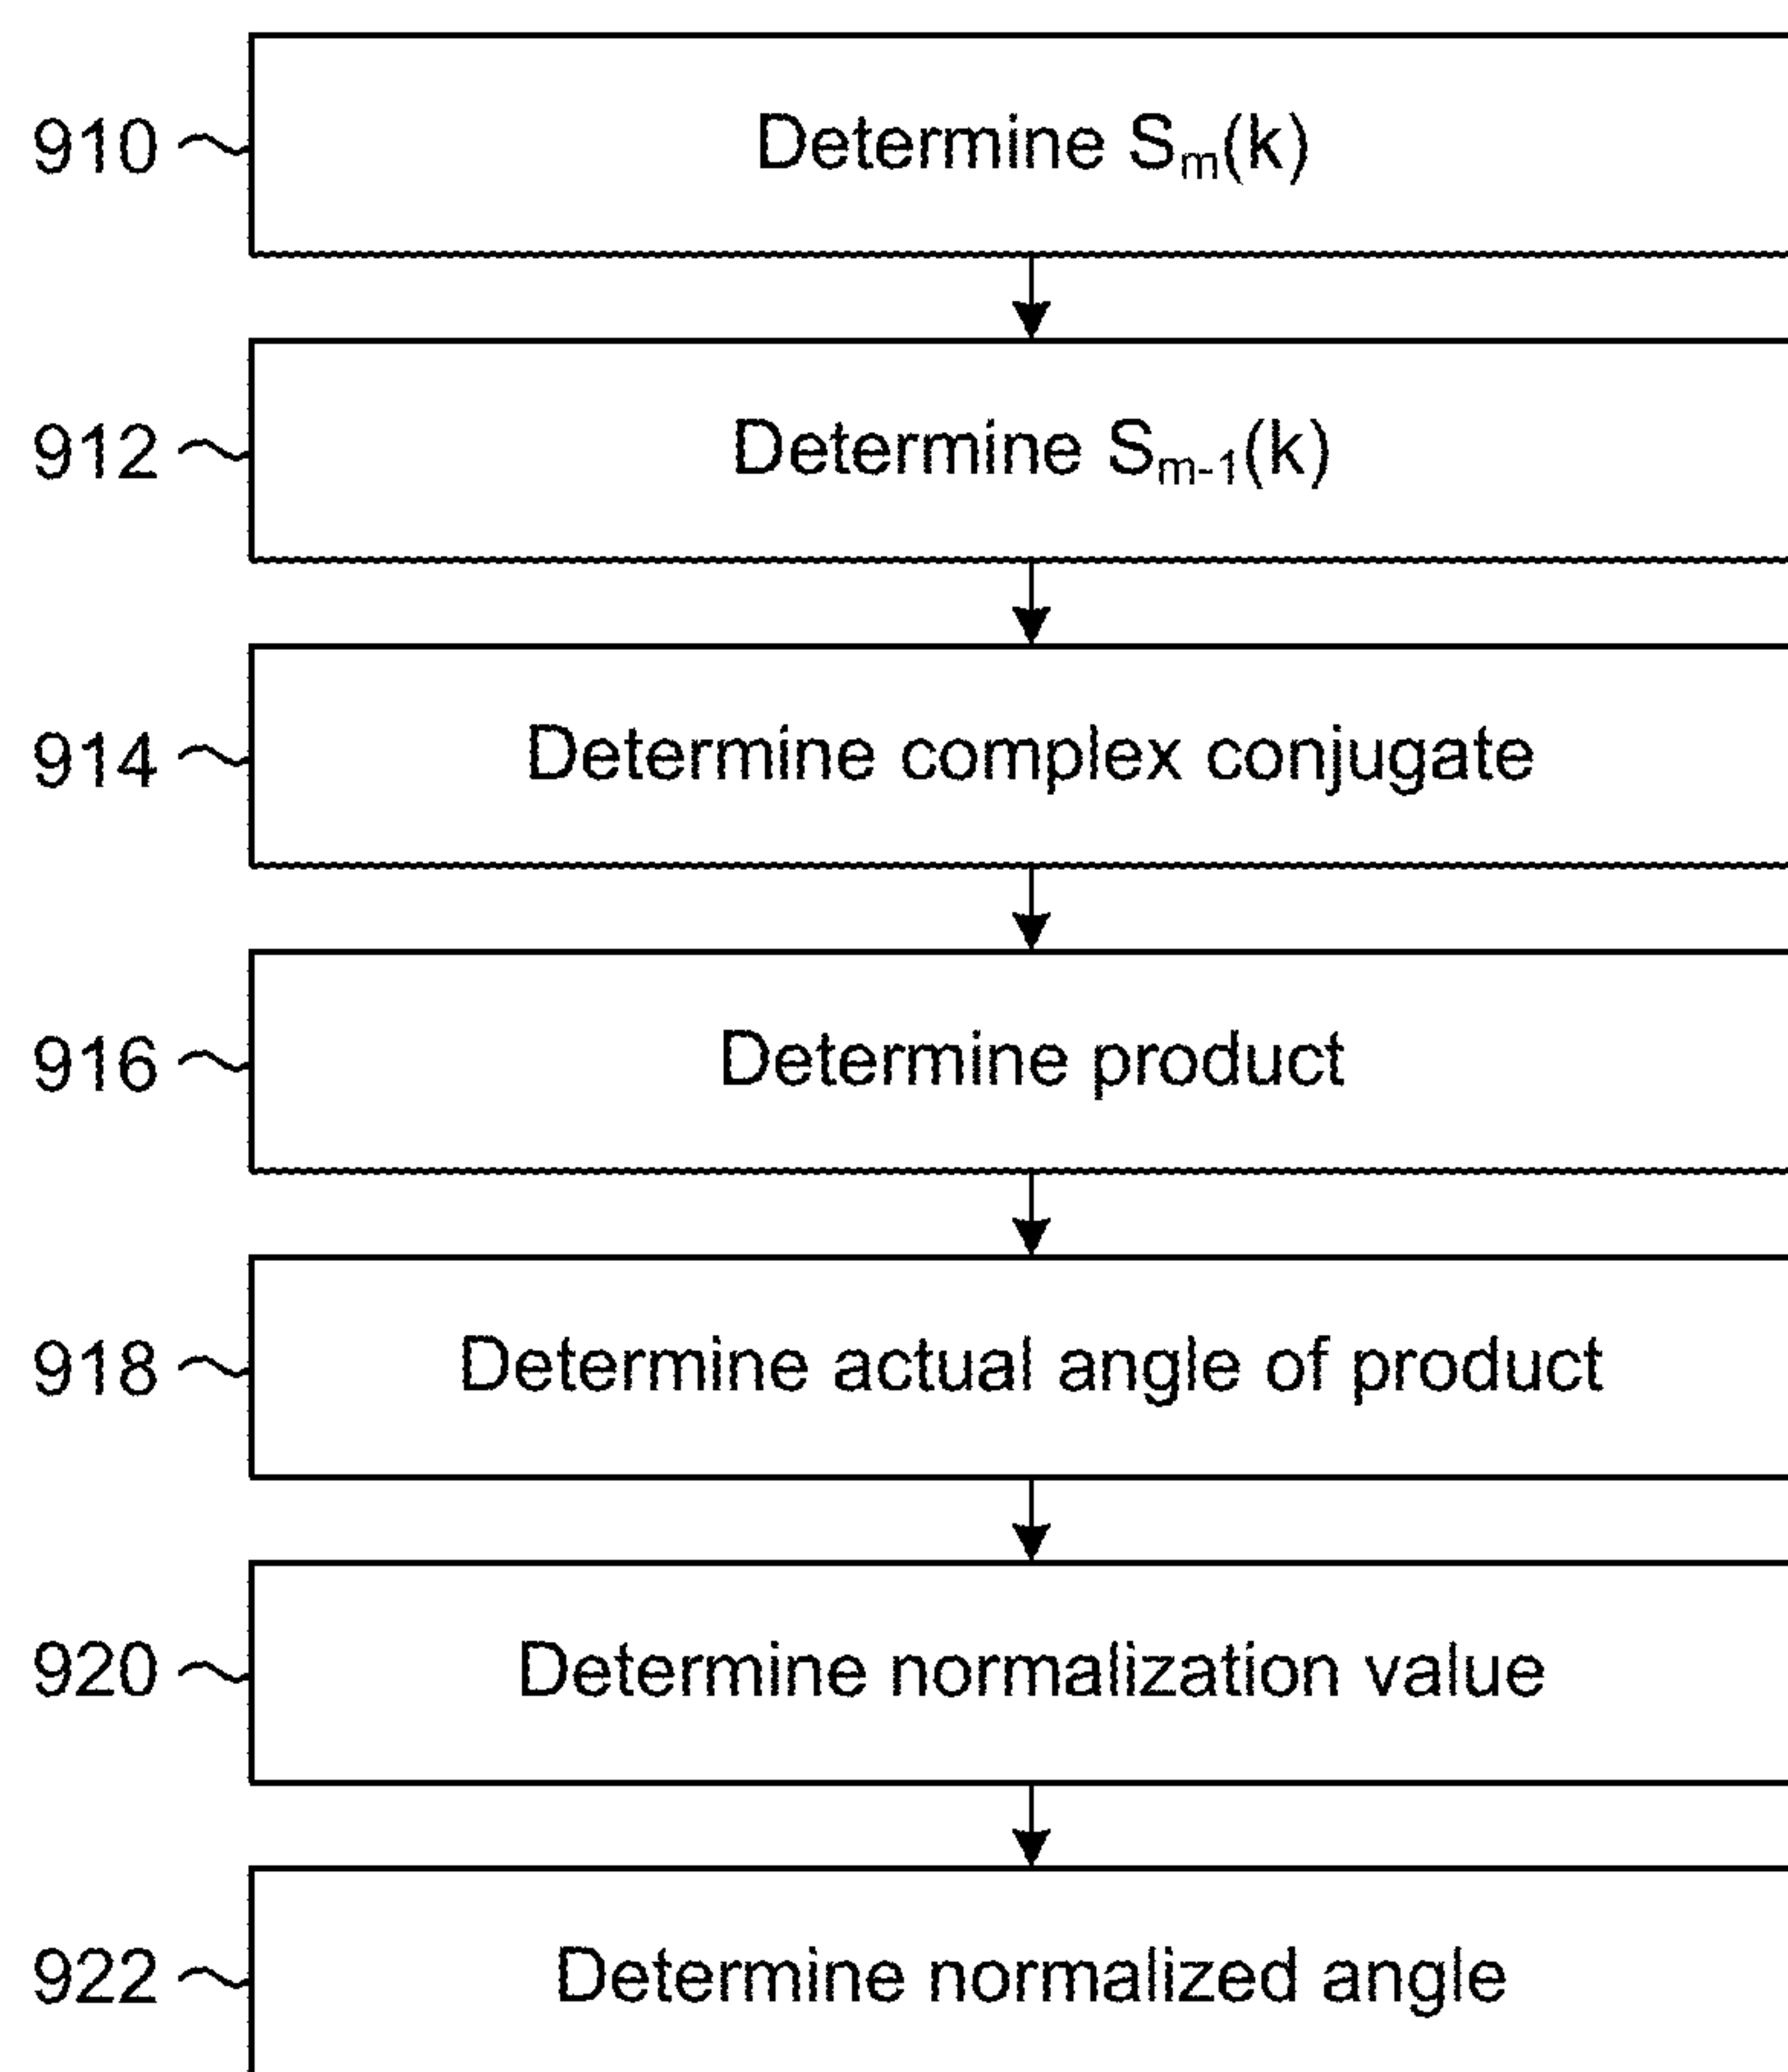 910 Determine Sₘ(k)
912 Determine Sₘ₋₁(k)
914 Determine complex conjugate
916 Determine product
918 Determine actual angle of product
920 Determine normalization value
922 Determine normalized angle